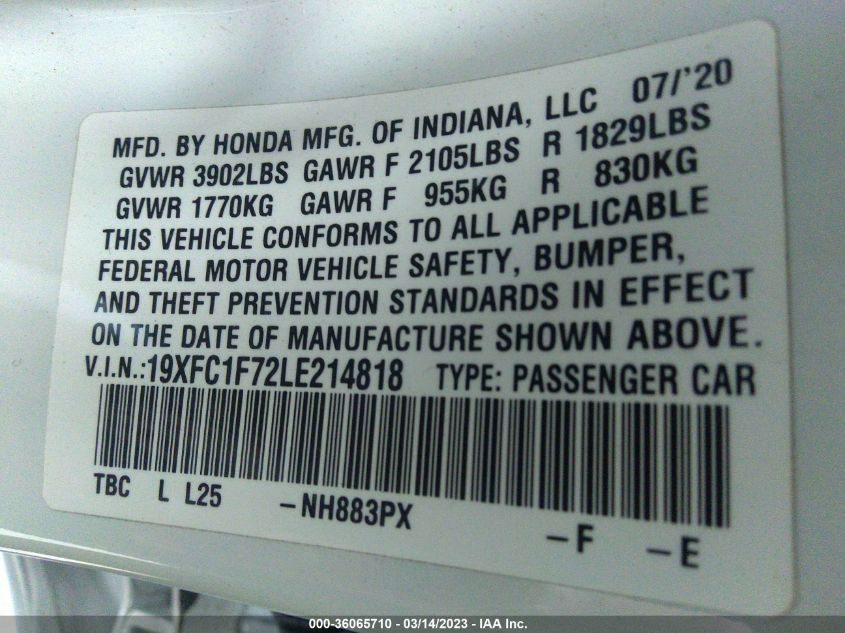 MFD. BY HONDA MFG. OF INDIANA, LLC 07/'20
GVWR 3902LBS GAWR F 2105LBS R 1829LBS
GVWR 1770KG GAWR F 955KG R 830KG
THIS VEHICLE CONFORMS TO ALL APPLICABLE
FEDERAL MOTOR VEHICLE SAFETY, BUMPER,
AND THEFT PREVENTION STANDARDS IN EFFECT
ON THE DATE OF MANUFACTURE SHOWN ABOVE.
V.I.N.:19XFC1F72LE214818 TYPE: PASSENGER CAR
TBC L L25 -NH883PX -F -E
000-36065710 - 03/14/2023 - IAA Inc.